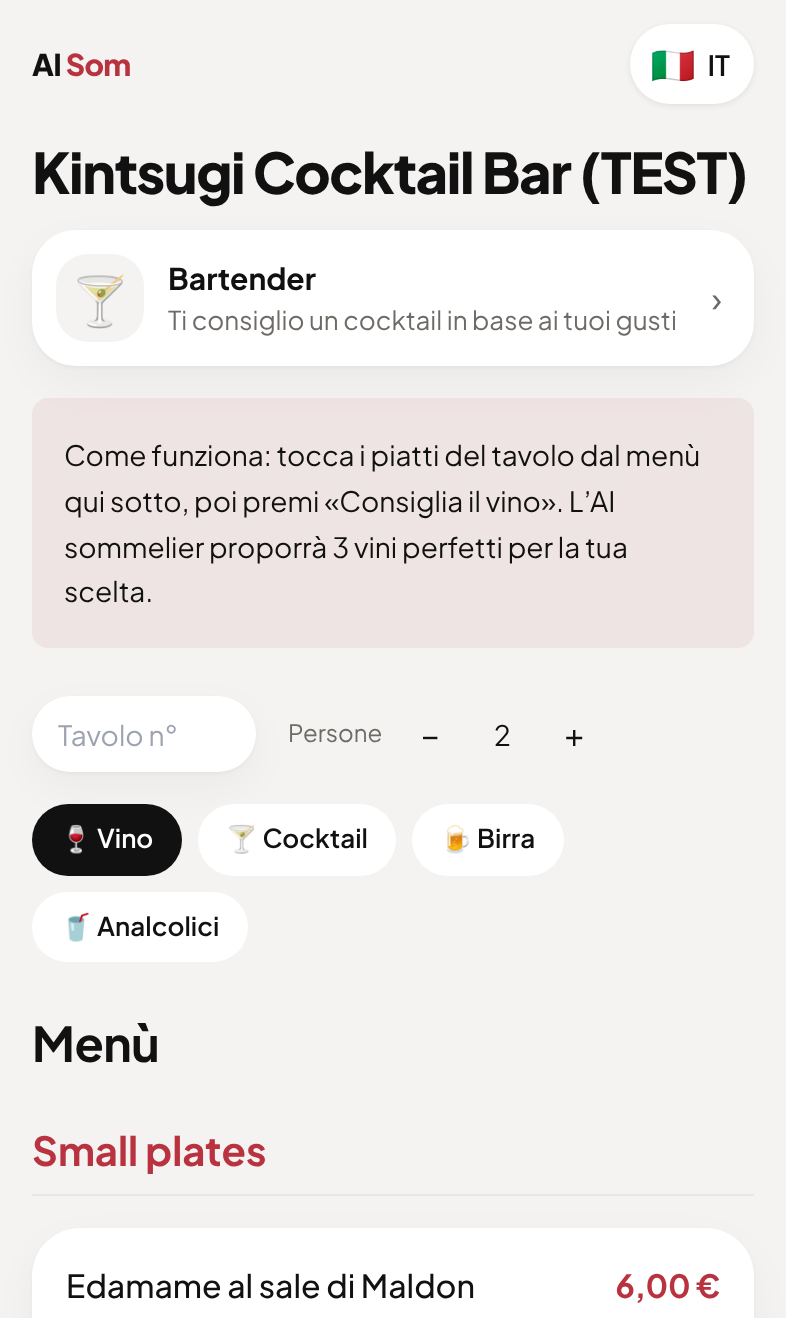 AI Som
IT
Kintsugi Cocktail Bar (TEST)
Bartender
Ti consiglio un cocktail in base ai tuoi gusti
›
Come funziona: tocca i piatti del tavolo dal menù
qui sotto, poi premi «Consiglia il vino». L’AI
sommelier proporrà 3 vini perfetti per la tua
scelta.
Tavolo n°
Persone − 2 +
Vino
Cocktail
Birra
Analcolici
Menù
Small plates
Edamame al sale di Maldon 6,00 €